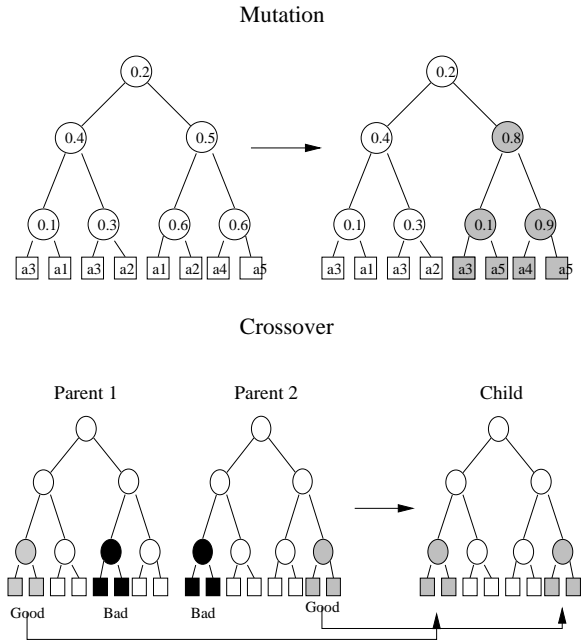 Mutation
0.2 0.2
0.4 0.5 0.4 0.8
0.1 0.3 0.6 0.6 0.1 0.3 0.1 0.9
a3 a1 a3 a2 a1 a2 a4 a5 a3 a1 a3 a2 a3 a5 a4 a5
Crossover
Parent 1 Parent 2 Child
Good Bad Bad Good